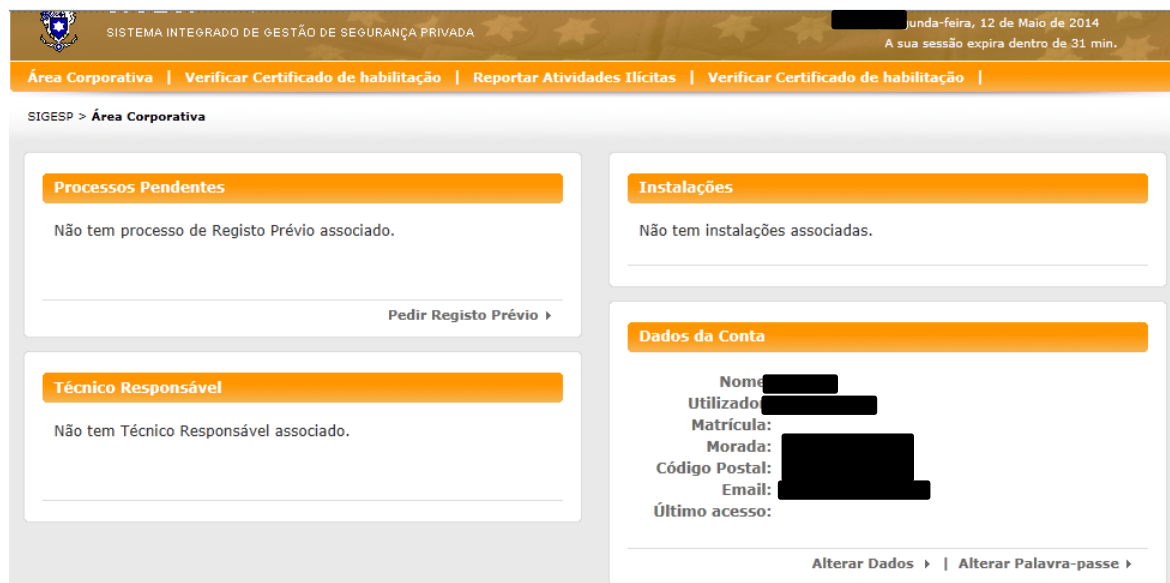 SISTEMA INTEGRADO DE GESTÃO DE SEGURANÇA PRIVADA
unda-feira, 12 de Maio de 2014
A sua sessão expira dentro de 31 min.
Área Corporativa | Verificar Certificado de habilitação | Reportar Atividades Ilícitas | Verificar Certificado de habilitação |
SIGESP > Área Corporativa
Processos Pendentes
Não tem processo de Registo Prévio associado.
Pedir Registo Prévio
Técnico Responsável
Não tem Técnico Responsável associado.
Instalações
Não tem instalações associadas.
Dados da Conta
Nome
Utilizado
Matrícula:
Morada:
Código Postal:
Email:
Último acesso:
Alterar Dados | Alterar Palavra-passe